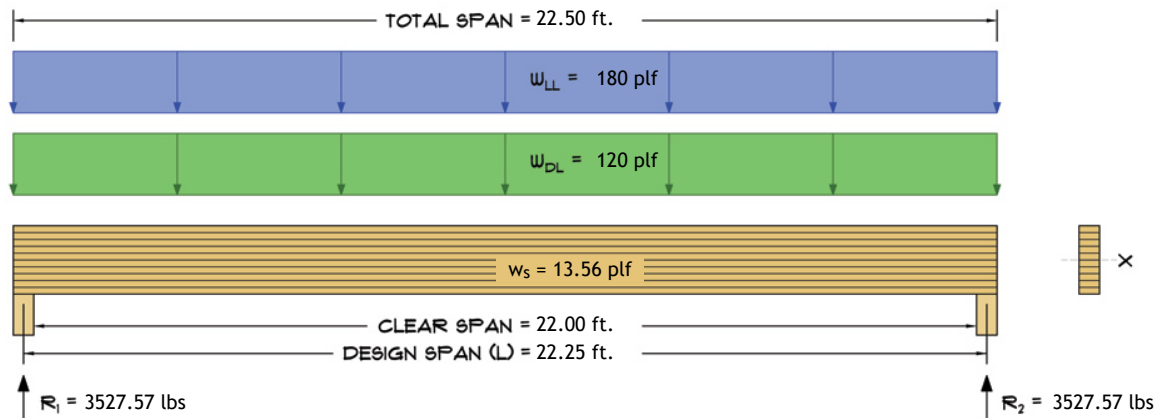 TOTAL SPAN = 22.50 ft.
WLL = 180 plf
WDL = 120 plf
ws = 13.56 plf
X
CLEAR SPAN = 22.00 ft.
DESIGN SPAN (L) = 22.25 ft.
R1 = 3527.57 lbs
R2 = 3527.57 lbs